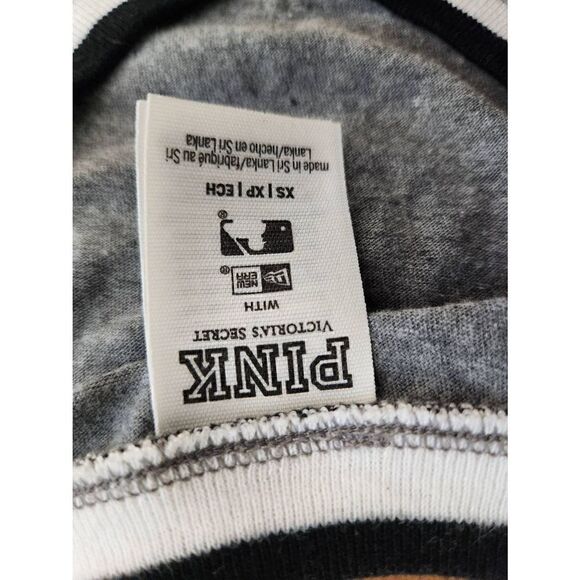 PINK
VICTORIA'S SECRET
WITH
NEW ERA
®
®
XS | XP | ECH
made in Sri Lanka/fabriqué au Sri
Lanka/hecho en Sri Lanka